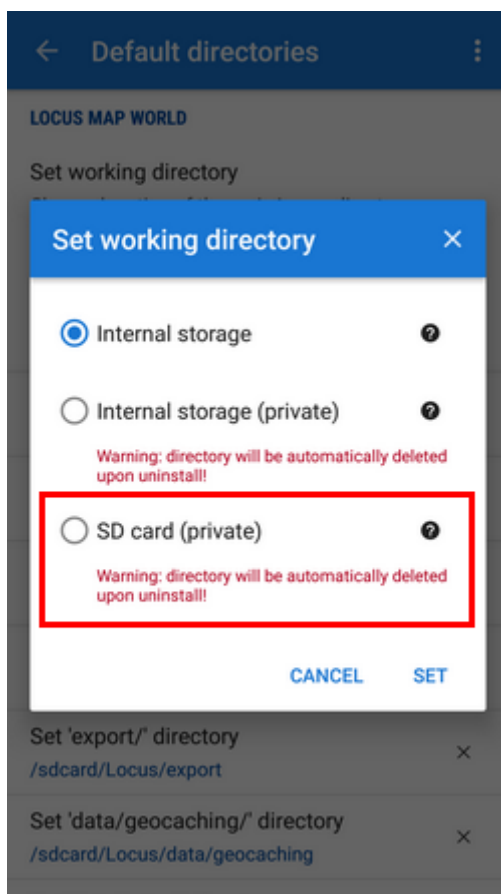 Default directories
LOCUS MAP WORLD
Set working directory
Set working directory
Internal storage
Internal storage (private)
Warning: directory will be automatically deleted
upon uninstall!
SD card (private)
Warning: directory will be automatically deleted
upon uninstall!
CANCEL SET
Set 'export/' directory
/sdcard/Locus/export
Set 'data/geocaching/' directory
/sdcard/Locus/data/geocaching